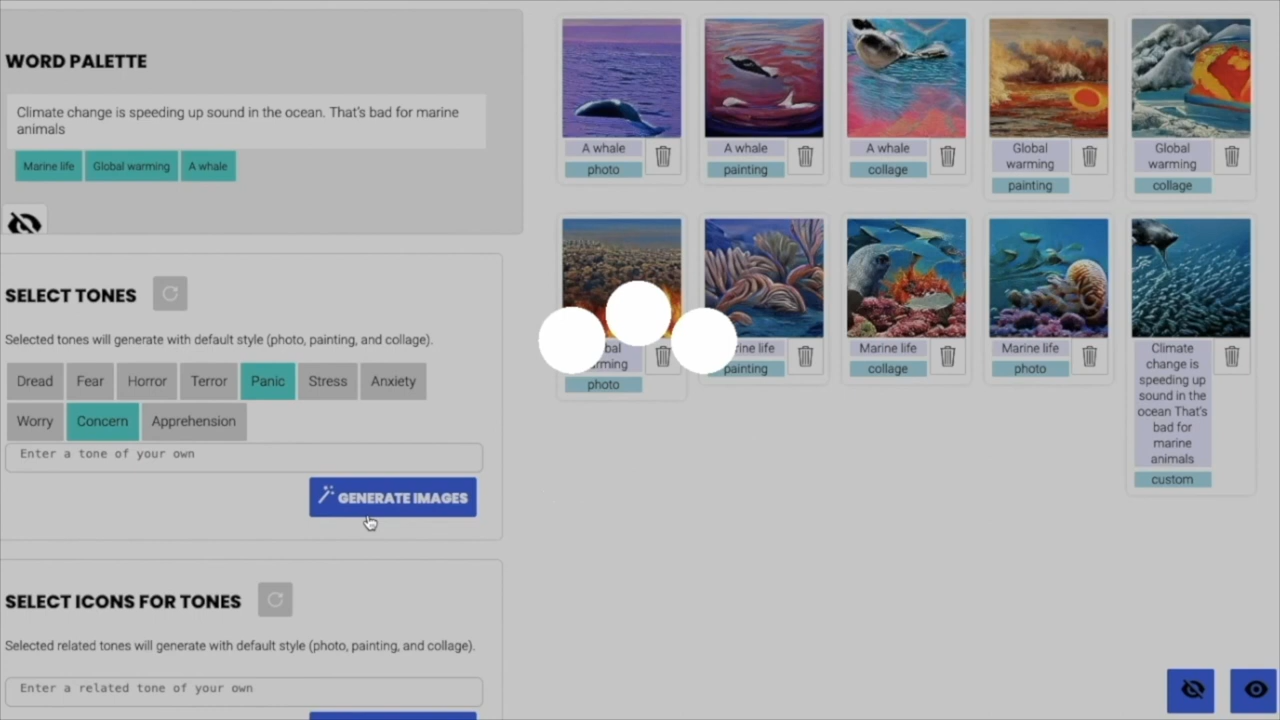 WORD PALETTE
Climate change is speeding up sound in the ocean. That's bad for marine
animals
Marine life
Global warming
A whale
SELECT TONES
Selected tones will generate with default style (photo, painting, and collage).
Dread
Fear
Horror
Terror
Panic
Stress
Anxiety
Worry
Concern
Apprehension
Enter a tone of your own
GENERATE IMAGES
SELECT ICONS FOR TONES
Selected related tones will generate with default style (photo, painting, and collage).
Enter a related tone of your own
A whale
photo
A whale
painting
A whale
collage
Global
warming
painting
Global
warming
collage
photo
painting
Marine life
collage
Marine life
photo
Climate
change is
speeding up
sound in the
ocean That's
bad for
marine
animals
custom